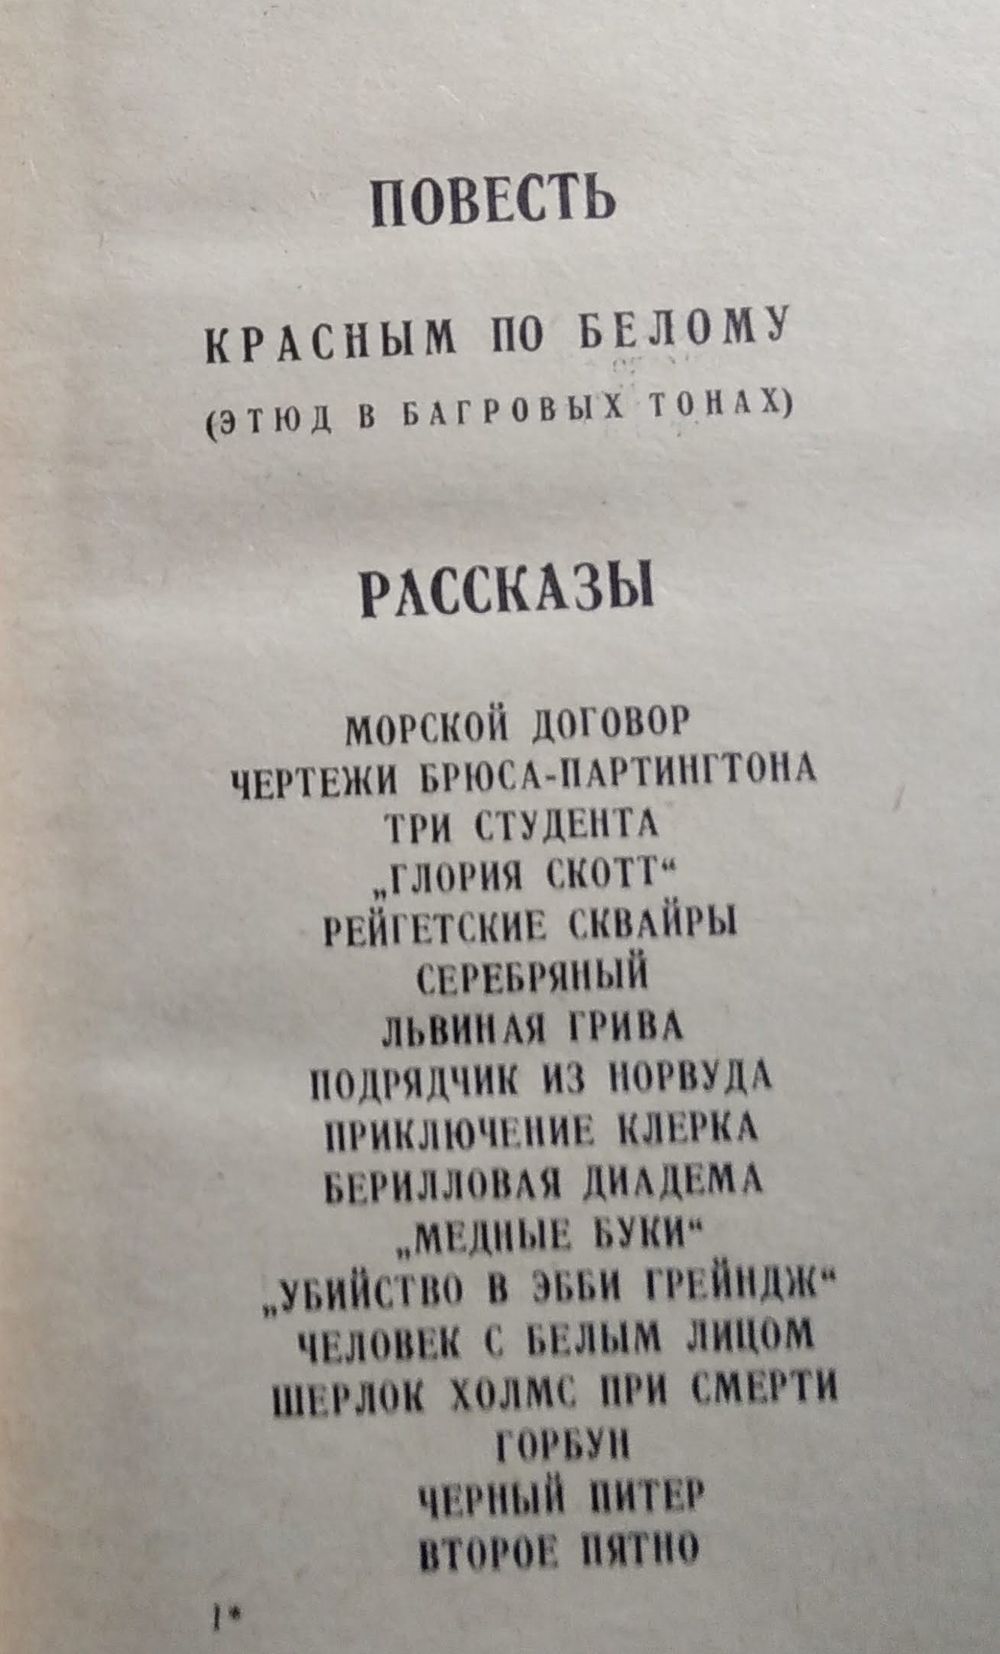 ПОВЕСТЬ
КРАСНЫМ ПО БЕЛОМУ
(ЭТЮД В БАГРОВЫХ ТОНАХ)
РАССКАЗЫ
МОРСКОЙ ДОГОВОР
ЧЕРТЕЖИ БРЮСА-ПАРТИНГТОНА
ТРИ СТУДЕНТА
„ГЛОРИЯ СКОТТ“
РЕЙГЕТСКИЕ СКВАЙРЫ
СЕРЕБРЯНЫЙ
ЛЬВИНАЯ ГРИВА
ПОДРЯДЧИК ИЗ НОРВУДА
ПРИКЛЮЧЕНИЕ КЛЕРКА
БЕРИЛЛОВАЯ ДИАДЕМА
„МЕДНЫЕ БУКИ“
„УБИЙСТВО В ЭББИ ГРЕЙНДЖ“
ЧЕЛОВЕК С БЕЛЫМ ЛИЦОМ
ШЕРЛОК ХОЛМС ПРИ СМЕРТИ
ГОРБУН
ЧЕРНЫЙ ПИТЕР
ВТОРОЕ ПЯТНО
1*